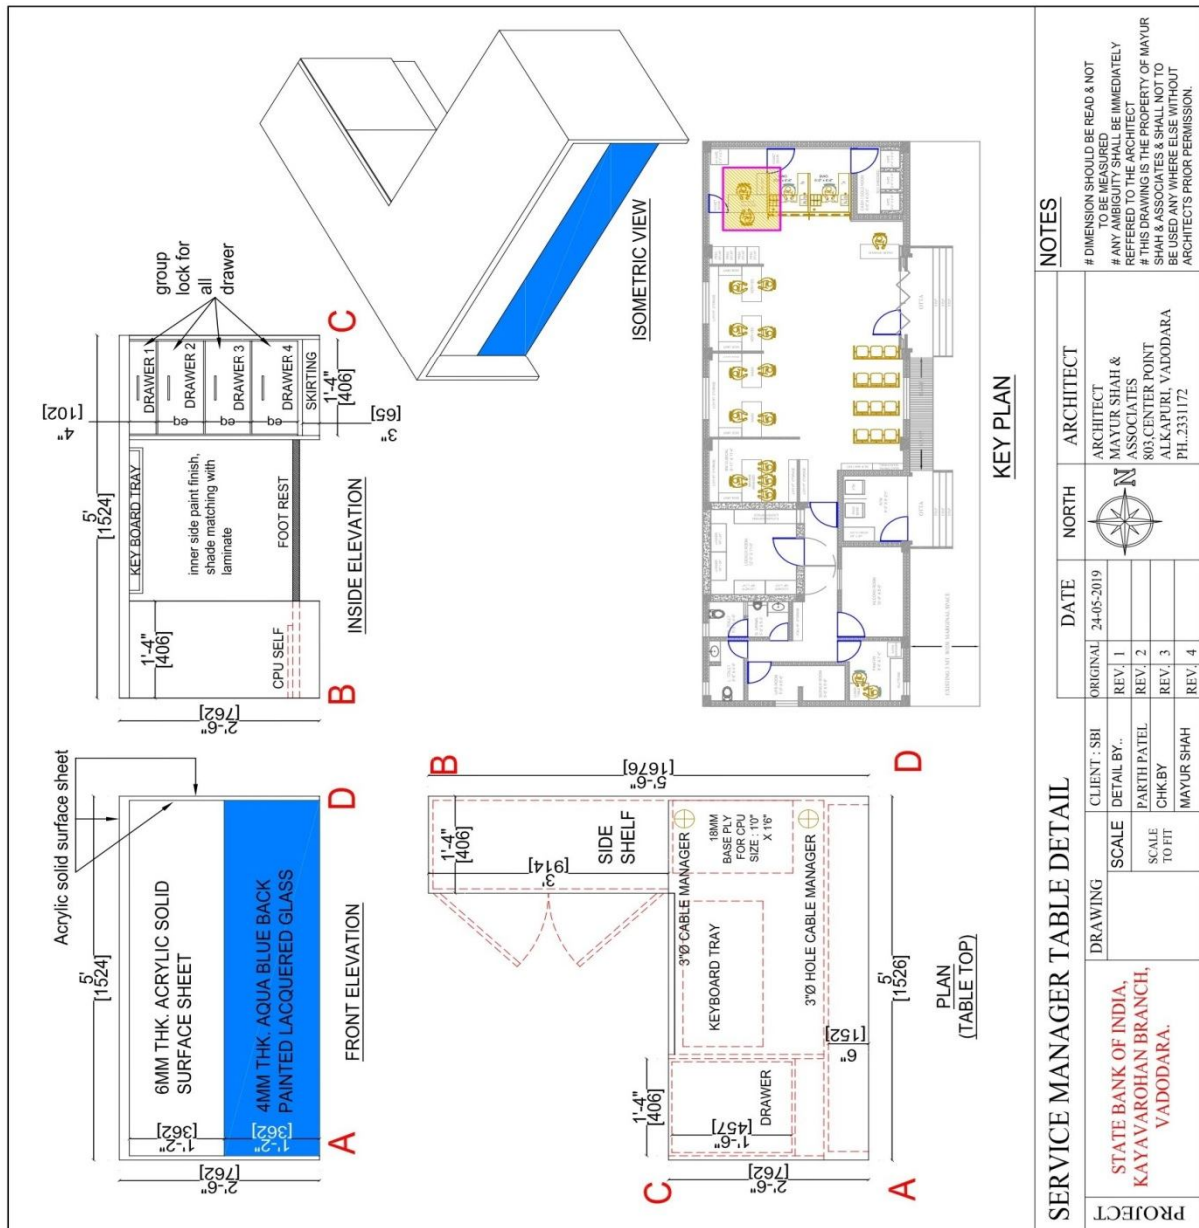 Acrylic solid surface sheet
5'
[1524]
2'-6"
[762]
1'-2"
[362]
1'-2"
[362]
6MM THK. ACRYLIC SOLID
SURFACE SHEET
4MM THK. AQUA BLUE BACK
PAINTED LACQUERED GLASS
A
D
FRONT ELEVATION
5'
[1524]
2'-6"
[762]
1'-4"
[406]
4"
[102]
KEY BOARD TRAY
inner side paint finish,
shade matching with
laminate
CPU SELF
FOOT REST
DRAWER 1
DRAWER 2
DRAWER 3
DRAWER 4
eq
eq
eq
SKIRTING
1'-4"
[406]
3"
[65]
group
lock for
all
drawer
B
C
INSIDE ELEVATION
ISOMETRIC VIEW
B
C
A
D
1'-4"
[406]
5'-6"
[1676]
3'
[914]
SIDE
SHELF
3"Ø CABLE MANAGER
18MM
BASE PLY
FOR CPU
SIZE : 1'0"
X 1'6"
KEYBOARD TRAY
3"Ø HOLE CABLE MANAGER
1'-4"
[406]
DRAWER
1'-6"
[457]
2'-6"
[762]
6"
[152]
5'
[1526]
PLAN
(TABLE TOP)
KEY PLAN
SERVICE MANAGER TABLE DETAIL
PROJECT
STATE BANK OF INDIA,
KAYAVAROHAN BRANCH,
VADODARA.
DRAWING
SCALE
SCALE
TO FIT
CLIENT : SBI
DETAIL BY..
PARTH PATEL
CHK.BY
MAYUR SHAH
DATE
ORIGINAL 24-05-2019
REV. 1
REV. 2
REV. 3
REV. 4
NORTH
N
ARCHITECT
ARCHITECT
MAYUR SHAH &
ASSOCIATES
803,CENTER POINT
ALKAPURI, VADODARA
PH..2331172
NOTES
# DIMENSION SHOULD BE READ & NOT
TO BE MEASURED
# ANY AMBIGUITY SHALL BE IMMEDIATELY
REFFERED TO THE ARCHITECT
# THIS DRAWING IS THE PROPERTY OF MAYUR
SHAH & ASSOCIATES & SHALL NOT TO
BE USED ANY WHERE ELSE WITHOUT
ARCHITECTS PRIOR PERMISSION.